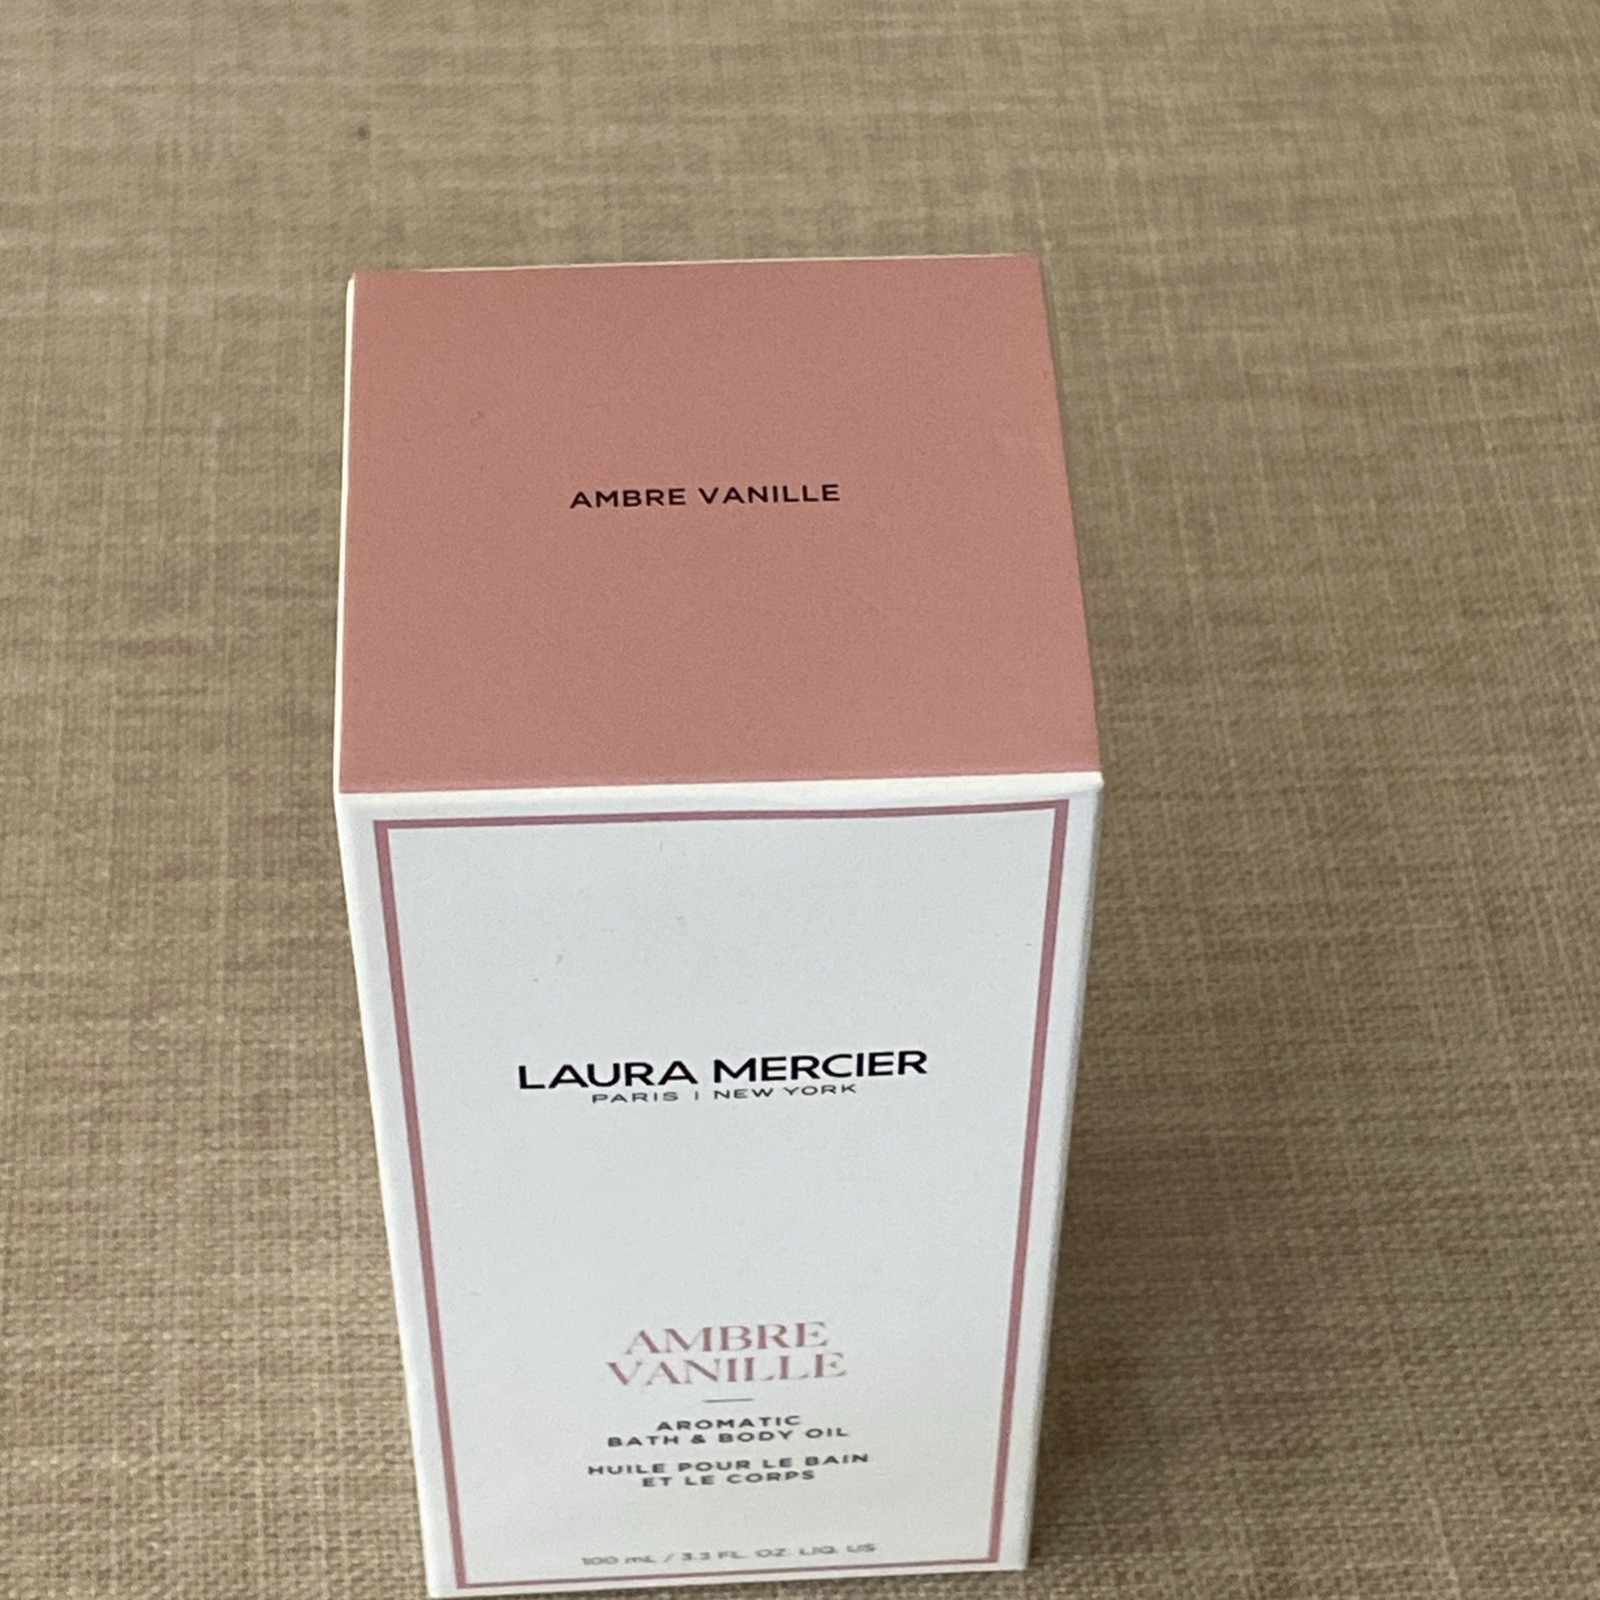 AMBRE VANILLE
LAURA MERCIER
PARIS | NEW YORK
AMBRE
VANILLE
AROMATIC
BATH & BODY OIL
HUILE POUR LE BAIN
ET LE CORPS
100 mL / 3.3 FL. OZ. LIQ. US